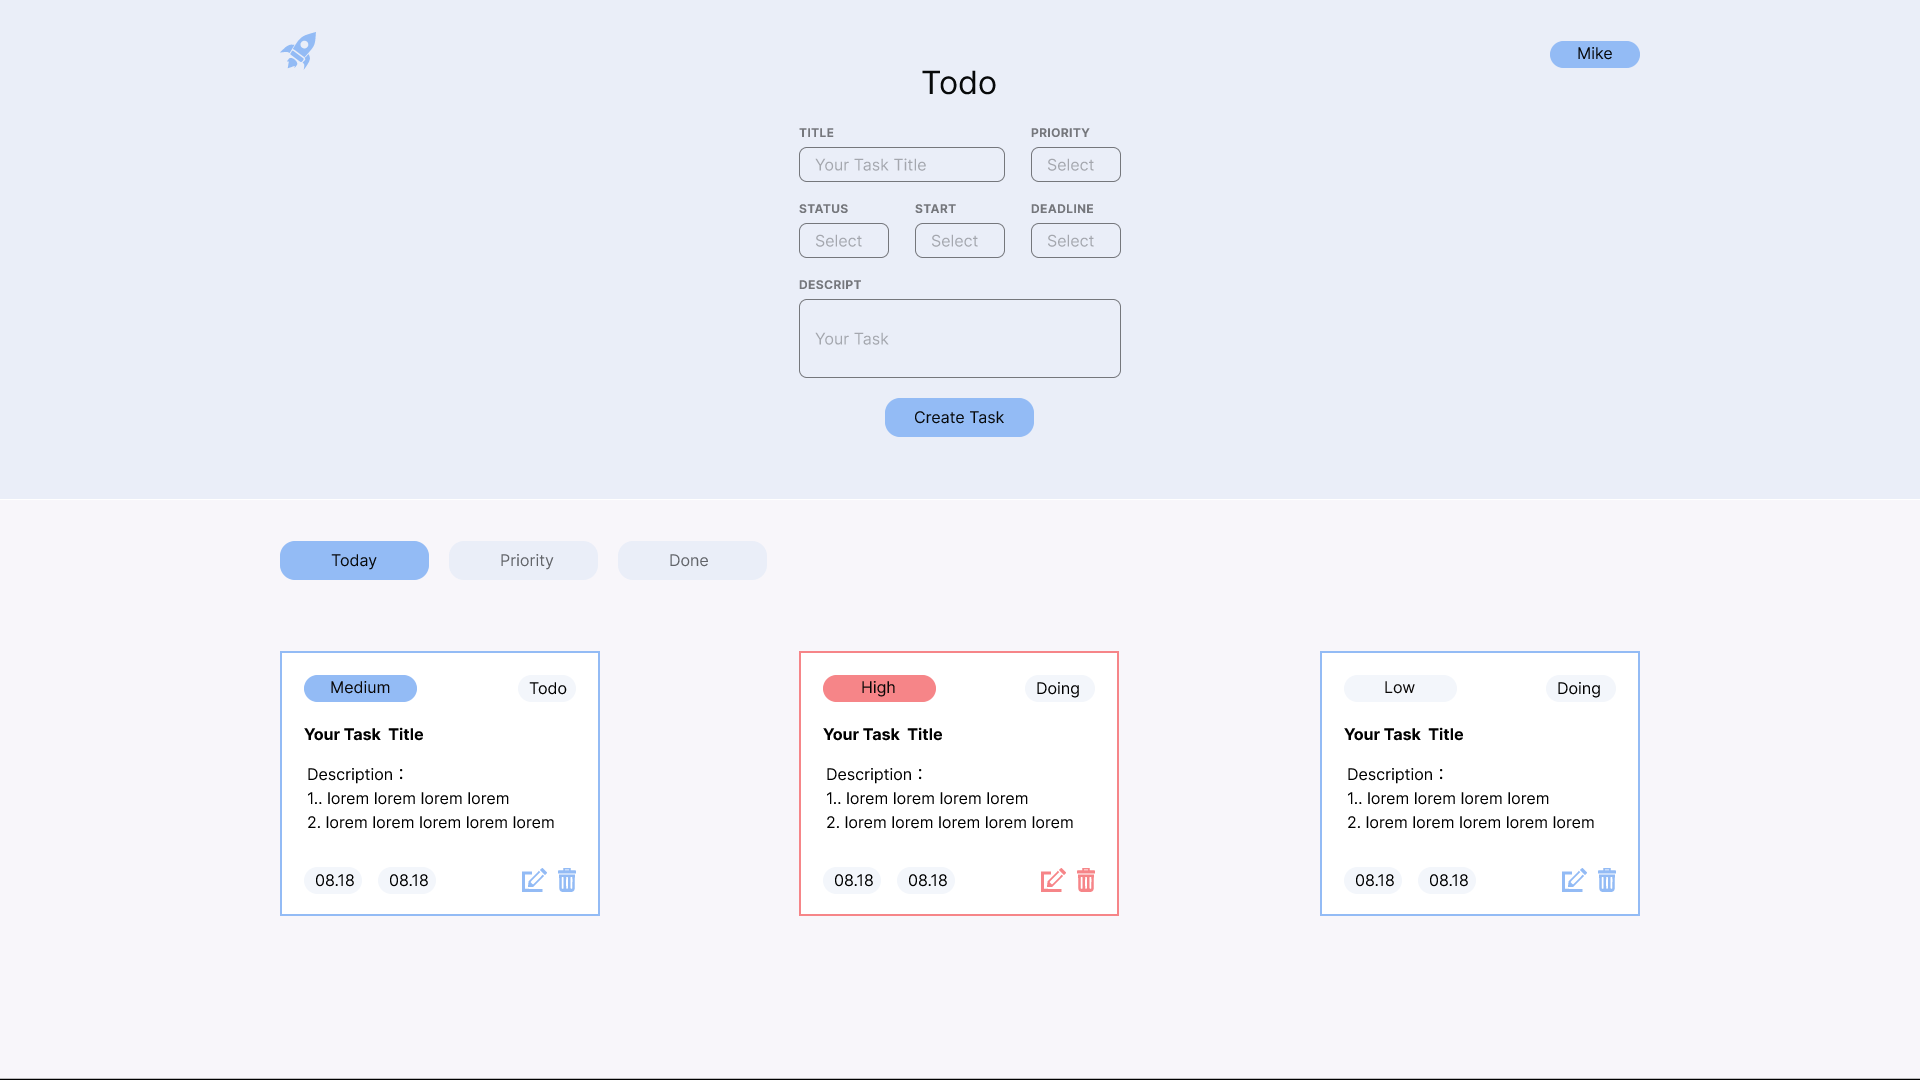 Mike
Todo
TITLE
PRIORITY
Your Task Title
Select
STATUS
START
DEADLINE
Select
Select
Select
DESCRIPT
Your Task
Create Task
Today
Priority
Done
Medium
Todo
Your Task Title
Description：
1.. lorem lorem lorem lorem
2. lorem lorem lorem lorem lorem
08.18
08.18
High
Doing
Your Task Title
Description：
1.. lorem lorem lorem lorem
2. lorem lorem lorem lorem lorem
08.18
08.18
Low
Doing
Your Task Title
Description：
1.. lorem lorem lorem lorem
2. lorem lorem lorem lorem lorem
08.18
08.18